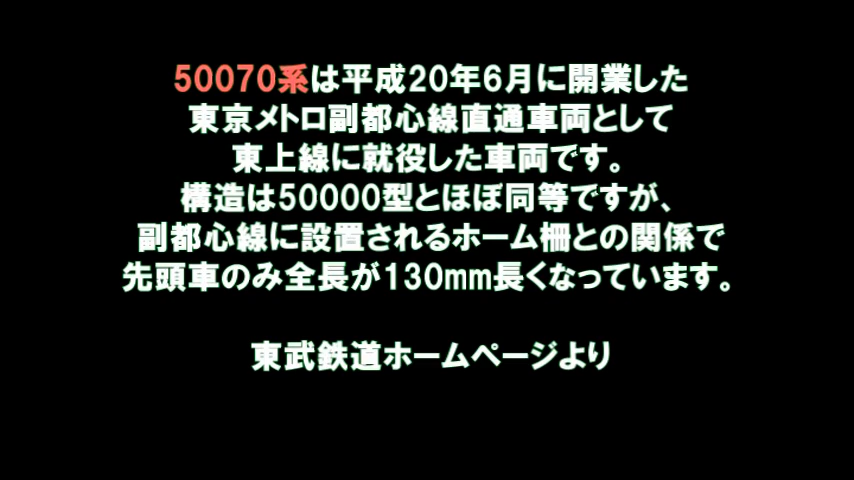 50070系は平成20年6月に開業した
東京メトロ副都心線直通車両として
東上線に就役した車両です。
構造は50000型とほぼ同等ですが、
副都心線に設置されるホーム柵との関係で
先頭車のみ全長が130mm長くなっています。
東武鉄道ホームページより